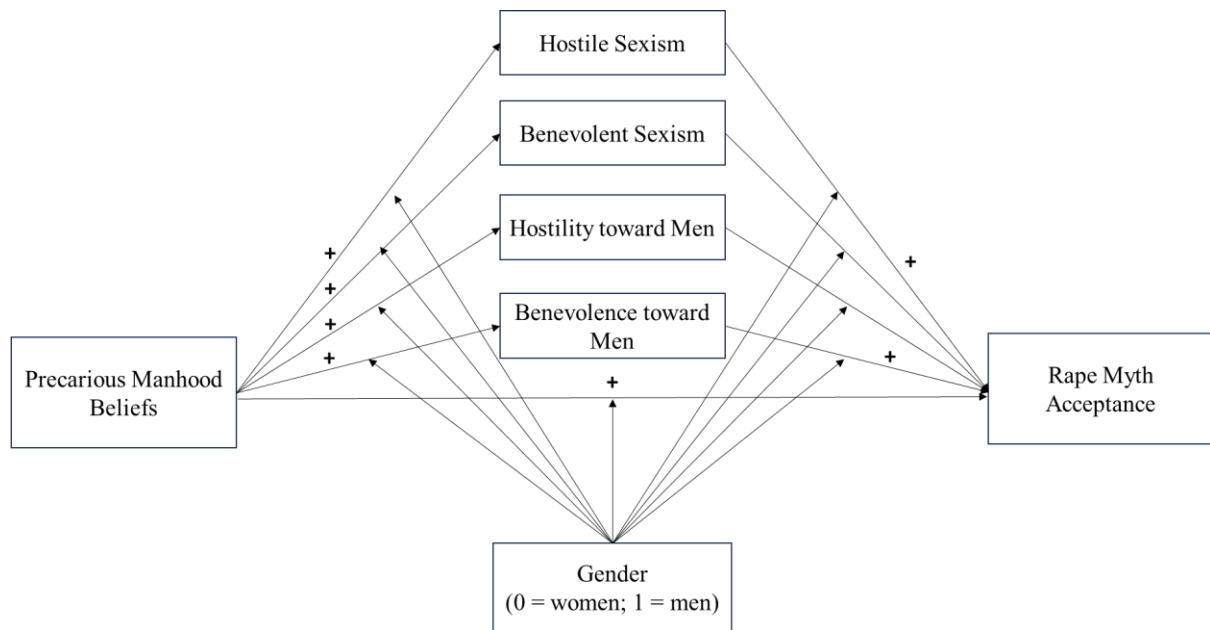 Hostile Sexism
Benevolent Sexism
Hostility toward Men
+
+
+
+
+
Benevolence toward
Men
+
+
Precarious Manhood
Beliefs
Rape Myth
Acceptance
Gender
(0 = women; 1 = men)